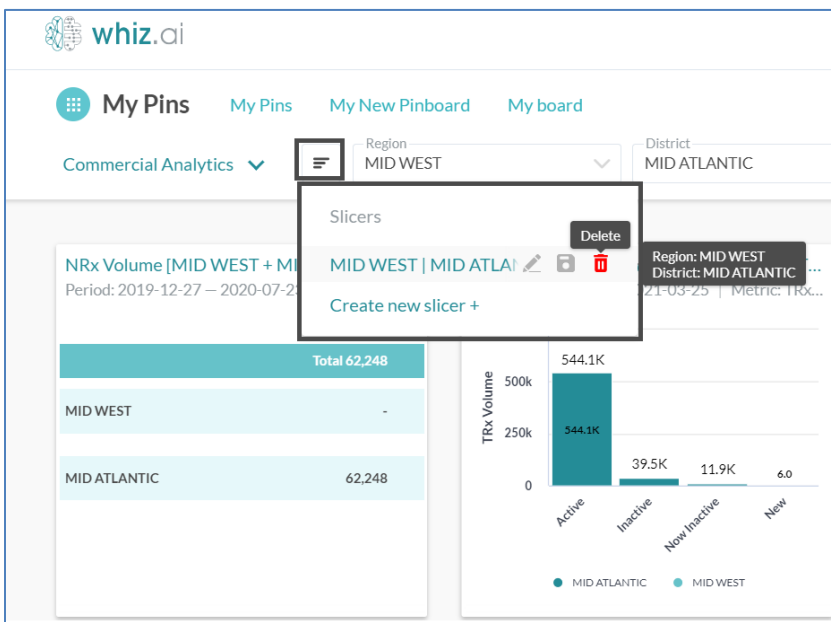 whiz.ai
My Pins
My Pins
My New Pinboard
My board
Commercial Analytics
Region
MID WEST
District
MID ATLANTIC
Slicers
Delete
MID WEST | MID ATLA
Region: MID WEST
District: MID ATLANTIC
Create new slicer +
NRx Volume [MID WEST + MI
Period: 2019-12-27 — 2020-07-2
21-03-25 | Metric: TRx...
Total 62,248
MID WEST -
MID ATLANTIC 62,248
TRx Volume
500k
250k
0
544.1K
544.1K
39.5K
11.9K
6.0
Active
Inactive
Now Inactive
New
MID ATLANTIC
MID WEST